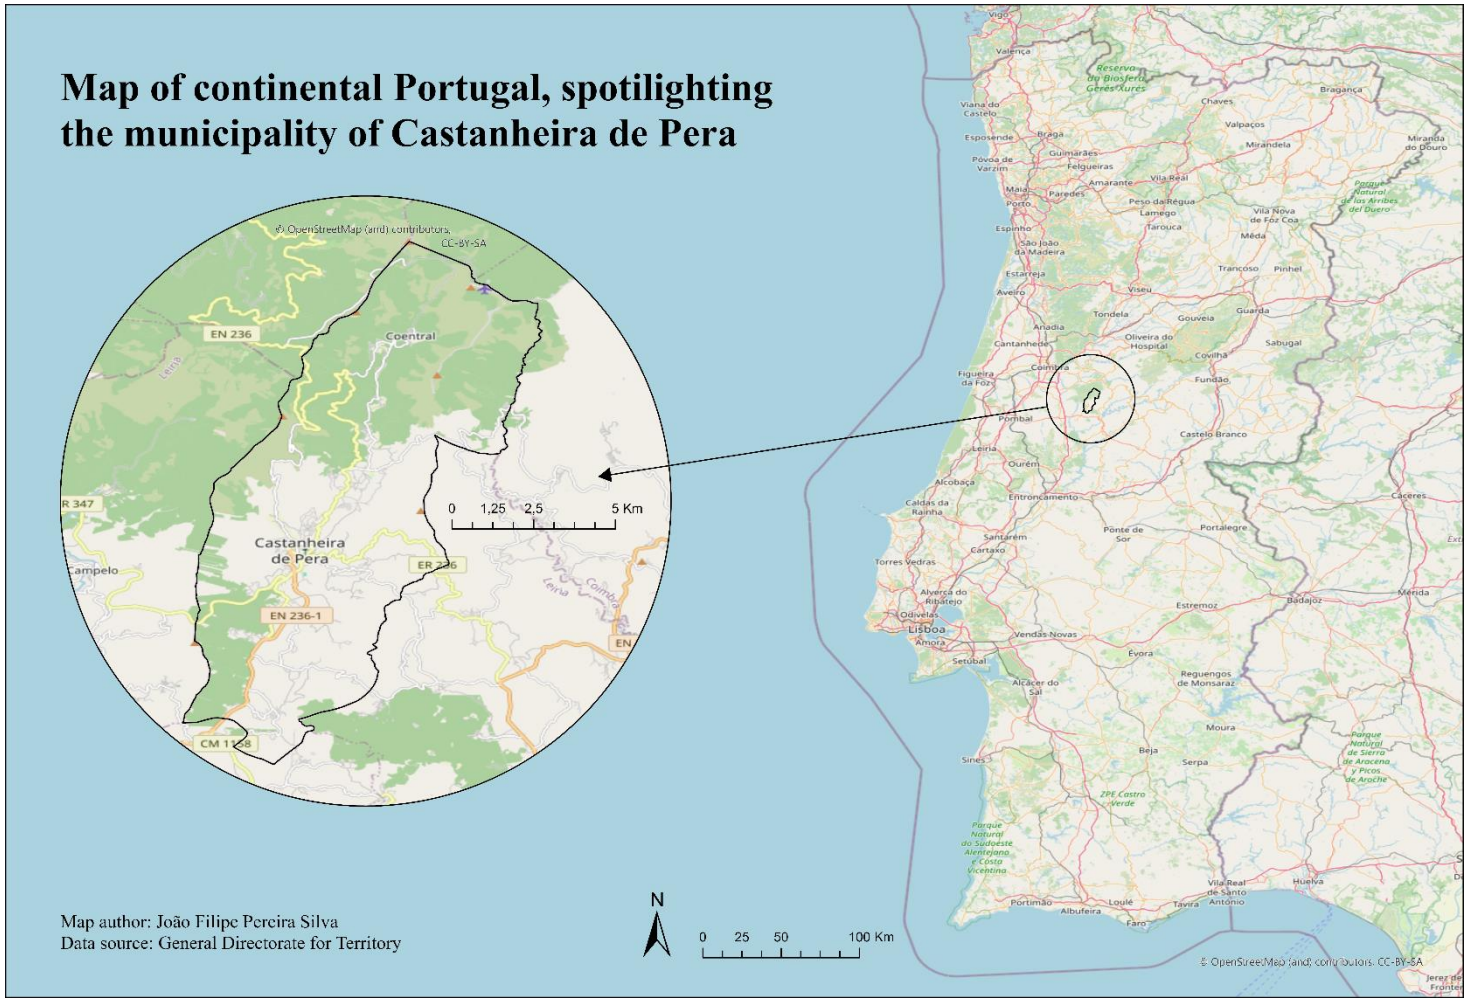 Map of continental Portugal, spotilighting
the municipality of Castanheira de Pera
© OpenStreetMap (and) contributors,
CC-BY-SA
EN 236
Coentral
Leiria
R 347
0 1,25 2,5 5 Km
Castanheira
de Pera
Campelo
ER 236
Coimbra
Leiria
EN 236-1
EN
CM 1158
Vigo
Valença
Reserva
da Biosfera
Gerês-Xures
Bragança
Chaves
Viana do
Castelo
Valpaços
Miranda
do Douro
Esposende
Braga
Mirandela
Guimarães
Póvoa de
Varzim
Felgueiras
Vila Real
Amarante
Parque
Natural
de las Arribes
del Duero
Maia
Porto
Paredes
Peso da Régua
Lamego
Vila Nova
de Foz Coa
Espinho
Tarouca
Mêda
São João
da Madeira
Estarreja
Trancoso
Pinhel
Aveiro
Viseu
Tondela
Gouveia
Guarda
Anadia
Cantanhede
Oliveira do
Hospital
Sabugal
Covilhã
Coimbra
Figueira
da Foz
Fundão
Pombal
Castelo Branco
Leiria
Ourém
Alcobaça
Entroncamento
Cáceres
Caldas da
Rainha
Ponte de
Sor
Portalegre
Santarém
Cartaxo
Ext
Torres Vedras
Alverca do
Ribatejo
Estremoz
Badajoz
Mérida
Odivelas
Lisboa
Amora
Vendas Novas
Setúbal
Évora
Alcácer do
Sal
Reguengos
de Monsaraz
Moura
Beja
Sines
Serpa
Parque
Natural
de Sierra
de Aracena
y Picos
de Aroche
ZPE Castro
Verde
Parque
Natural
do Sudoeste
Alentejano
e Costa
Vicentina
Vila Real
de Santo
António
Huelva
Portimão
Albufeira
Loulé
Tavira
Faro
Map author: João Filipe Pereira Silva
Data source: General Directorate for Territory
N
0 25 50 100 Km
© OpenStreetMap (and) contributors, CC-BY-SA
Jerez de
Fronter